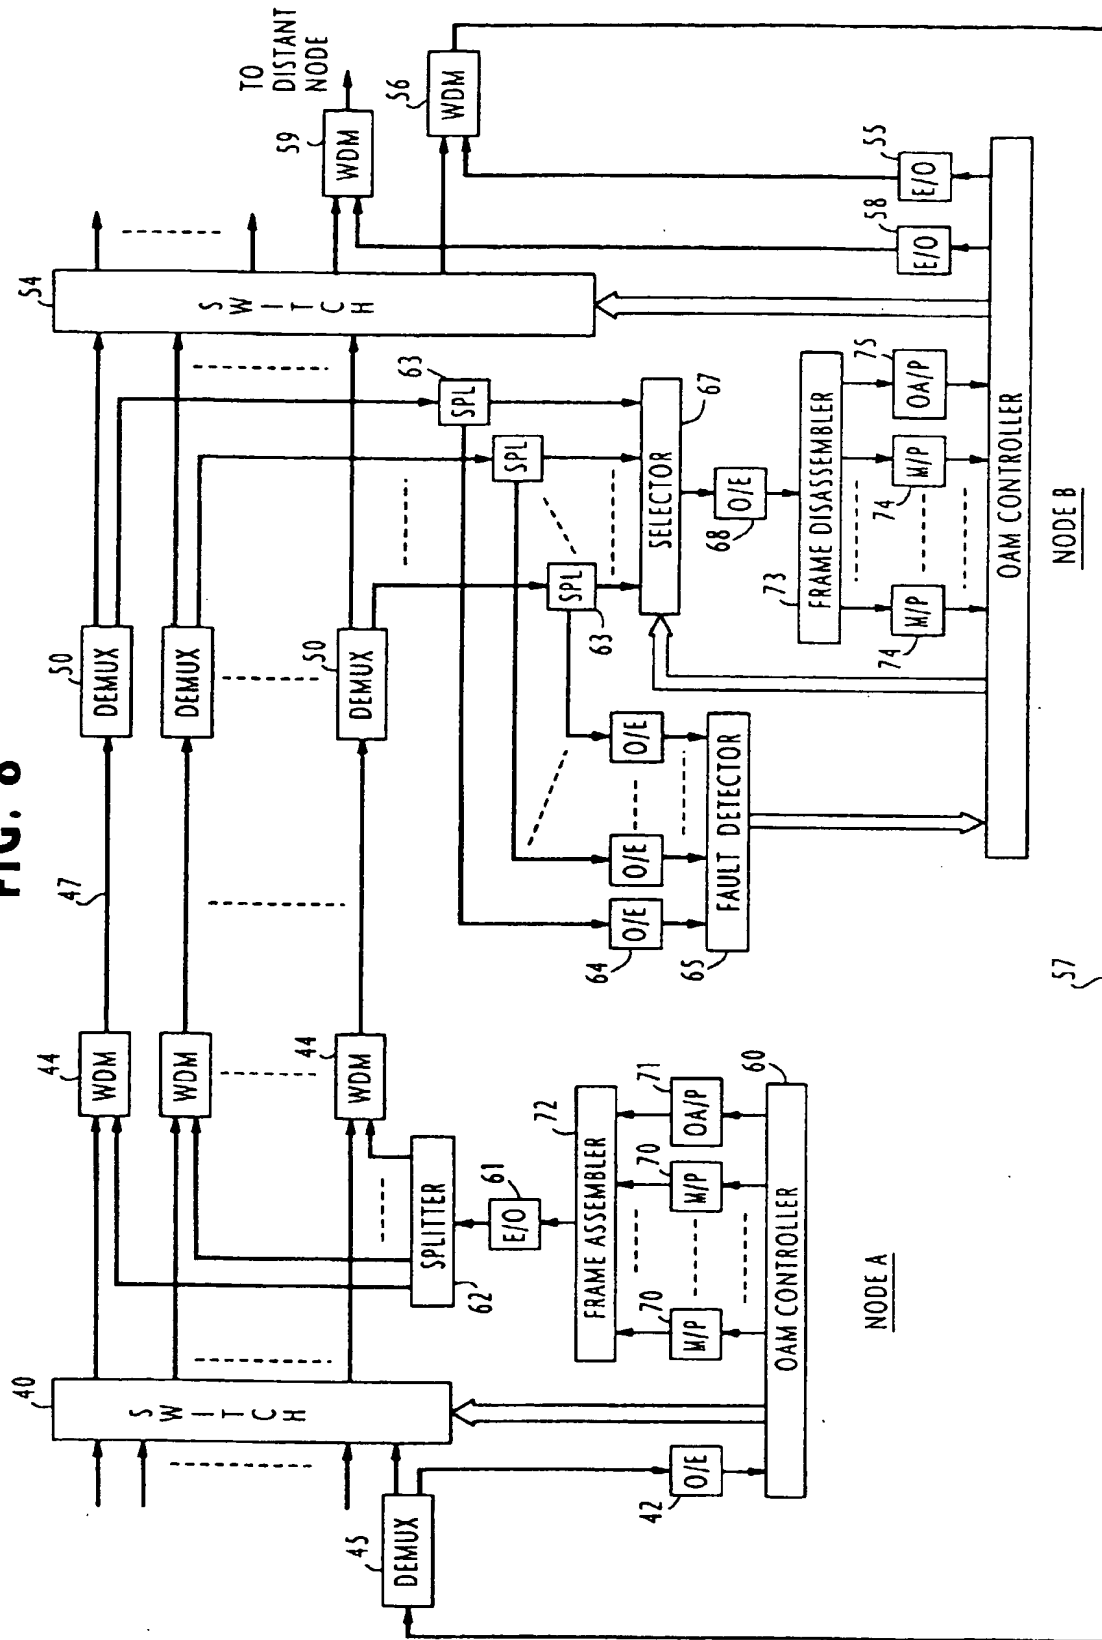 FIG. 8
40
SWITCH
45
DEMUX
42
O/E
44
WDM
WDM
44
WDM
47
62
SPLITTER
61
E/O
72
FRAME ASSEMBLER
70
M/P
70
M/P
71
OA/P
60
OAM CONTROLLER
NODE A
50
DEMUX
DEMUX
50
DEMUX
54
SWITCH
TO
DISTANT
NODE
59
WDM
56
WDM
63
SPL
SPL
SPL
63
64
O/E
O/E
O/E
65
FAULT DETECTOR
SELECTOR
67
68
O/E
73
FRAME DISASSEMBLER
74
M/P
74
M/P
75
OA/P
58
E/O
55
E/O
OAM CONTROLLER
NODE B
57